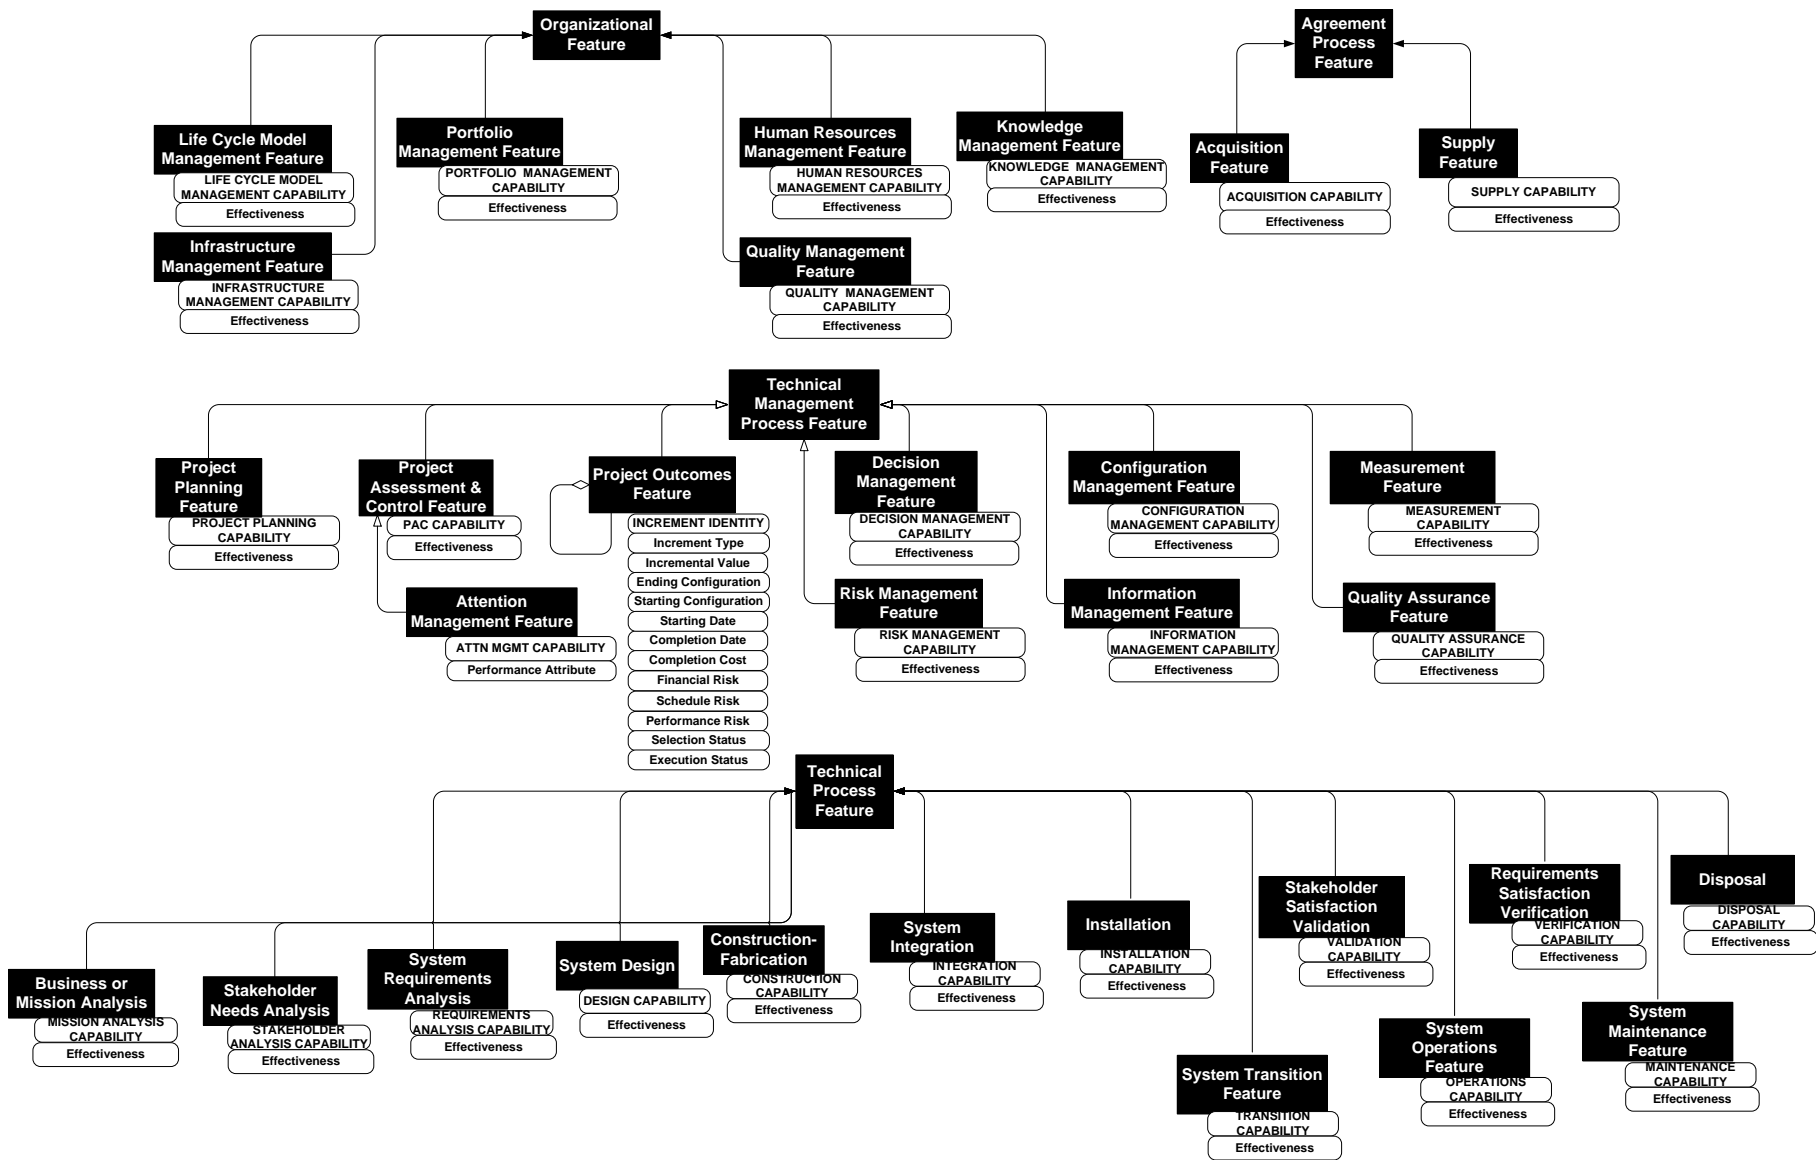 Organizational
Feature
Agreement
Process
Feature
Life Cycle Model
Management Feature
LIFE CYCLE MODEL
MANAGEMENT CAPABILITY
Effectiveness
Portfolio
Management Feature
PORTFOLIO MANAGEMENT
CAPABILITY
Effectiveness
Human Resources
Management Feature
HUMAN RESOURCES
MANAGEMENT CAPABILITY
Effectiveness
Knowledge
Management Feature
KNOWLEDGE MANAGEMENT
CAPABILITY
Effectiveness
Acquisition
Feature
ACQUISITION CAPABILITY
Effectiveness
Supply
Feature
SUPPLY CAPABILITY
Effectiveness
Infrastructure
Management Feature
INFRASTRUCTURE
MANAGEMENT CAPABILITY
Effectiveness
Quality Management
Feature
QUALITY MANAGEMENT
CAPABILITY
Effectiveness
Technical
Management
Process Feature
Project
Planning
Feature
PROJECT PLANNING
CAPABILITY
Effectiveness
Project
Assessment &
Control Feature
PAC CAPABILITY
Effectiveness
Attention
Management Feature
ATTN MGMT CAPABILITY
Performance Attribute
Project Outcomes
Feature
INCREMENT IDENTITY
Increment Type
Incremental Value
Ending Configuration
Starting Configuration
Starting Date
Completion Date
Completion Cost
Financial Risk
Schedule Risk
Performance Risk
Selection Status
Execution Status
Decision
Management
Feature
DECISION MANAGEMENT
CAPABILITY
Effectiveness
Risk Management
Feature
RISK MANAGEMENT
CAPABILITY
Effectiveness
Configuration
Management Feature
CONFIGURATION
MANAGEMENT CAPABILITY
Effectiveness
Information
Management Feature
INFORMATION
MANAGEMENT CAPABILITY
Effectiveness
Measurement
Feature
MEASUREMENT
CAPABILITY
Effectiveness
Quality Assurance
Feature
QUALITY ASSURANCE
CAPABILITY
Effectiveness
Technical
Process
Feature
Business or
Mission Analysis
MISSION ANALYSIS
CAPABILITY
Effectiveness
Stakeholder
Needs Analysis
STAKEHOLDER
ANALYSIS CAPABILITY
Effectiveness
System
Requirements
Analysis
REQUIREMENTS
ANALYSIS CAPABILITY
Effectiveness
System Design
DESIGN CAPABILITY
Effectiveness
Construction-
Fabrication
CONSTRUCTION
CAPABILITY
Effectiveness
System
Integration
INTEGRATION
CAPABILITY
Effectiveness
Installation
INSTALLATION
CAPABILITY
Effectiveness
System Transition
Feature
TRANSITION
CAPABILITY
Effectiveness
Stakeholder
Satisfaction
Validation
VALIDATION
CAPABILITY
Effectiveness
System
Operations
Feature
OPERATIONS
CAPABILITY
Effectiveness
Requirements
Satisfaction
Verification
VERIFICATION
CAPABILITY
Effectiveness
System
Maintenance
Feature
MAINTENANCE
CAPABILITY
Effectiveness
Disposal
DISPOSAL
CAPABILITY
Effectiveness